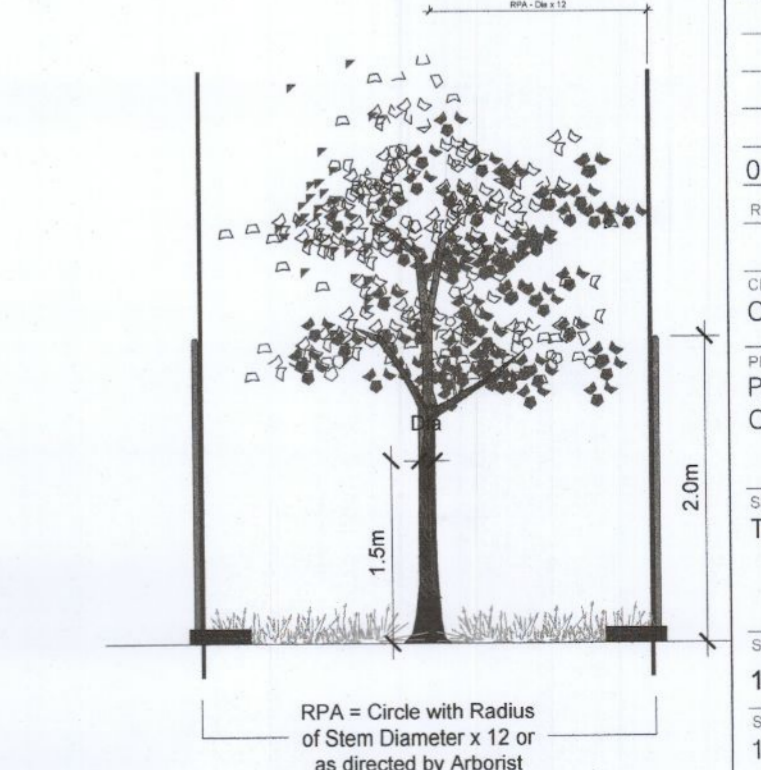 RPA - Dia x 12
Dia
1.5m
2.0m
RPA = Circle with Radius
of Stem Diameter x 12 or
as directed by Arborist